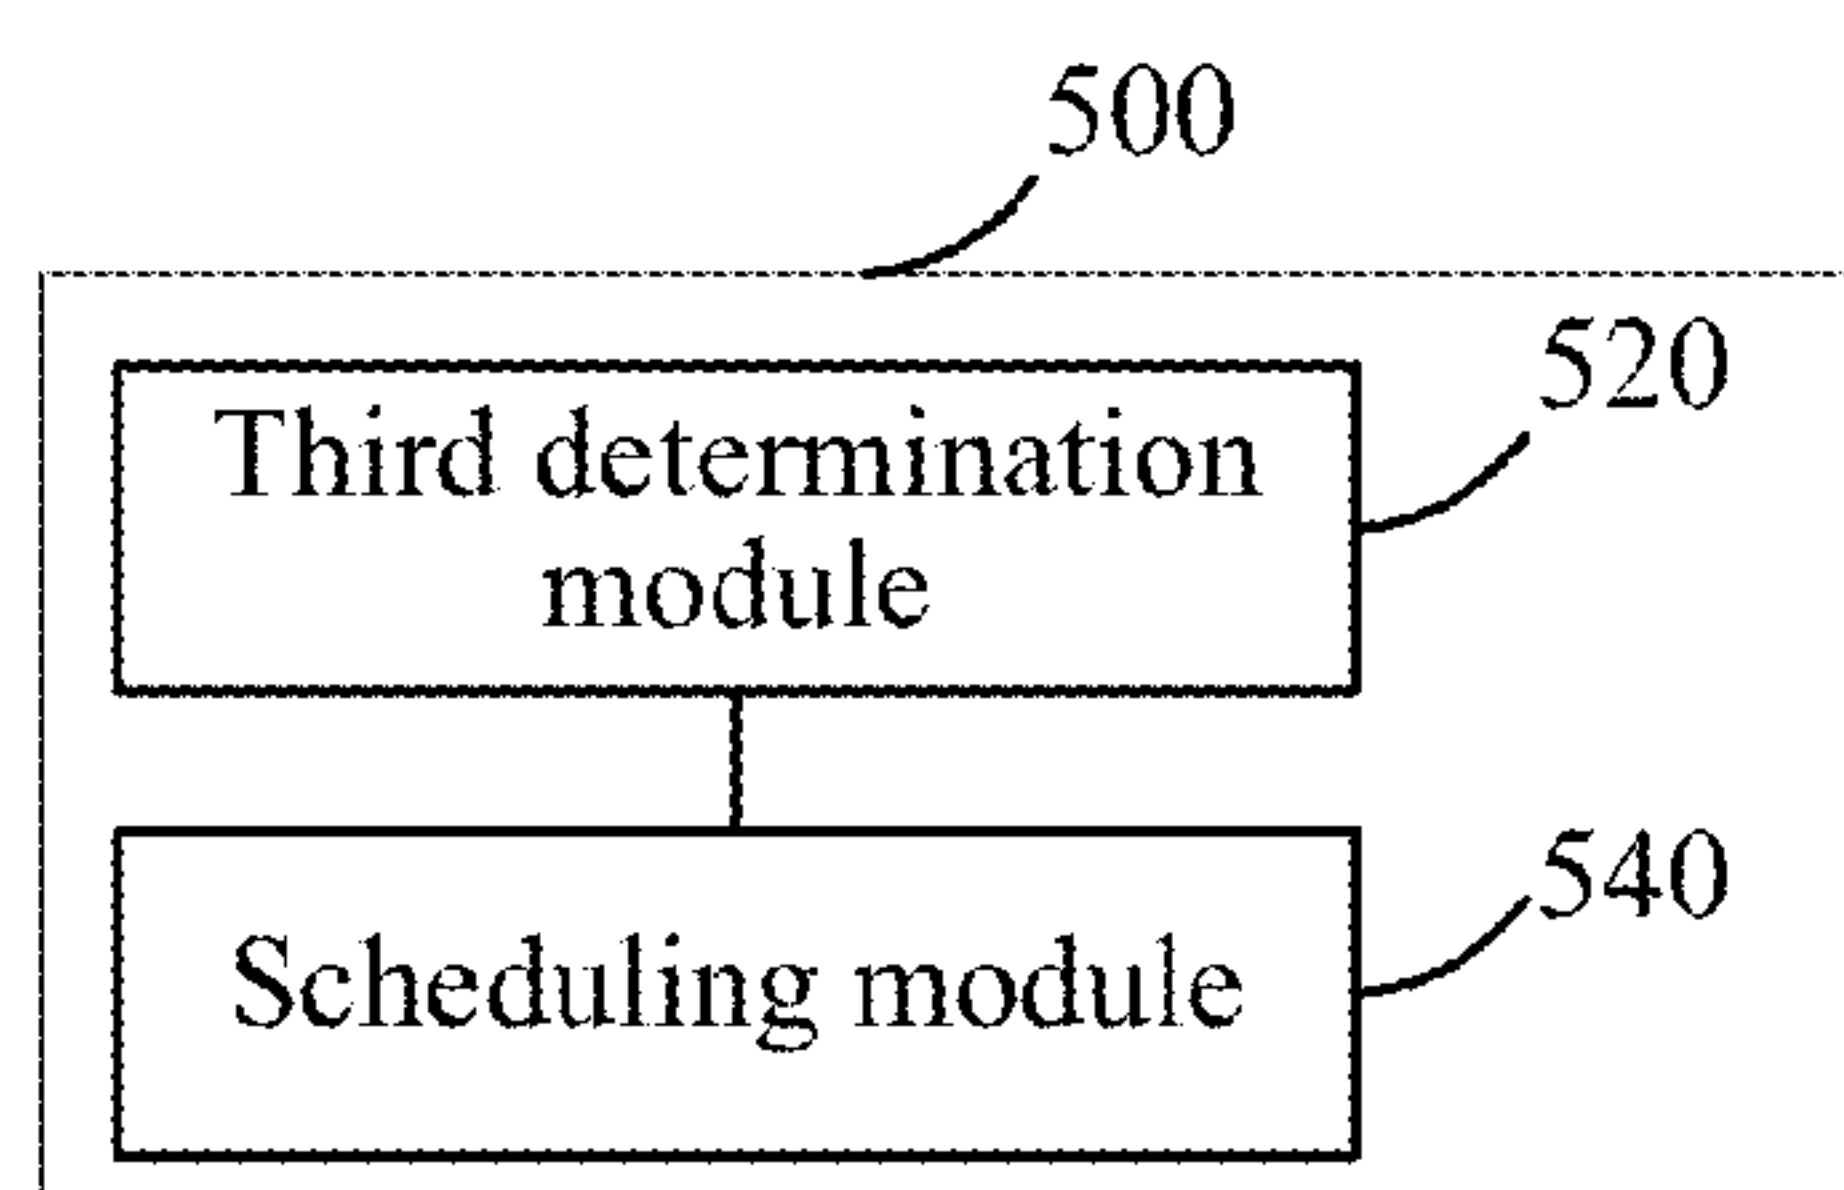 500
520
Third determination
module
540
Scheduling module